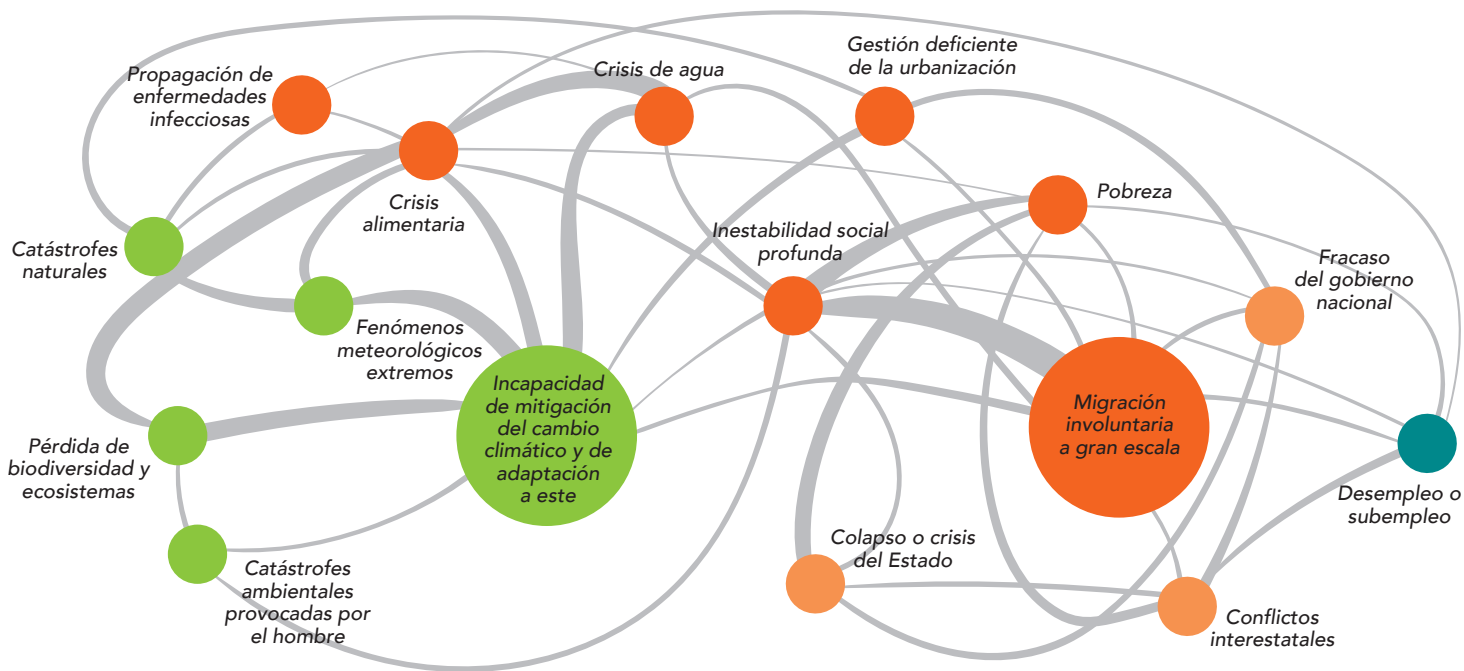 Propagación de
enfermedades
infecciosas
Crisis de agua
Gestión deficiente
de la urbanización
Crisis
alimentaria
Pobreza
Catástrofes
naturales
Inestabilidad social
profunda
Fracaso
del gobierno
nacional
Fenómenos
meteorológicos
extremos
Incapacidad
de mitigación
del cambio
climático y de
adaptación
a este
Migración
involuntaria
a gran escala
Pérdida de
biodiversidad y
ecosistemas
Desempleo o
subempleo
Catástrofes
ambientales
provocadas por
el hombre
Colapso o crisis
del Estado
Conflictos
interestatales